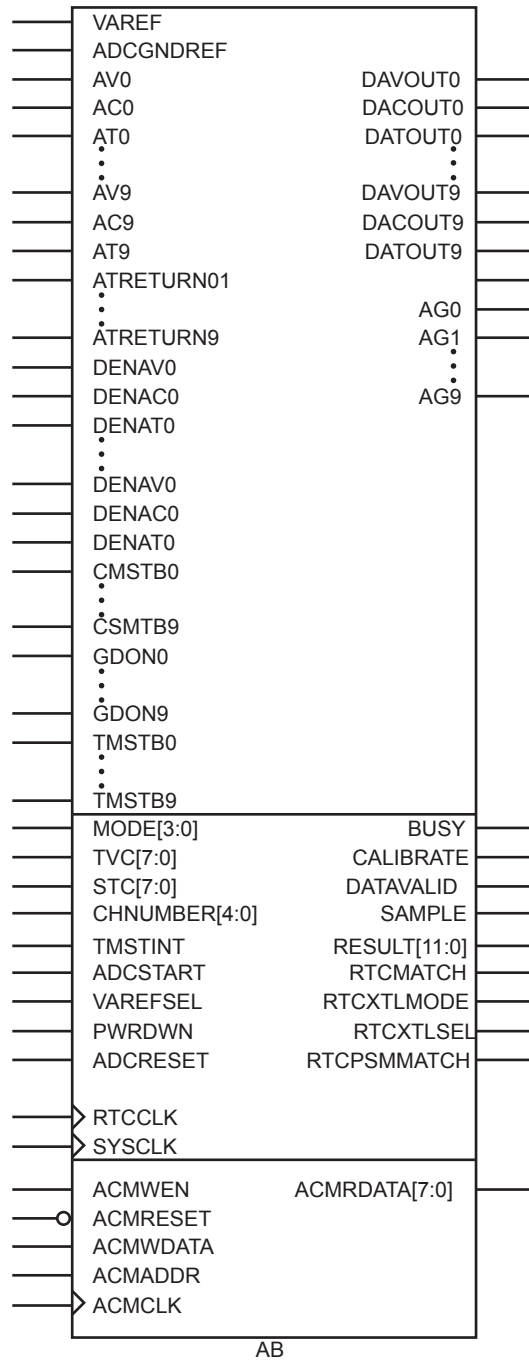 VAREF
ADCGNDREF
AV0 DAVOUT0
AC0 DACOUT0
AT0 DATOUT0
AV9 DAVOUT9
AC9 DACOUT9
AT9 DATOUT9
ATRETURN01
AG0
ATRETURN9 AG1
DENAV0
DENAC0 AG9
DENAT0
DENAV0
DENAC0
DENAT0
CMSTB0
CSMTB9
GDON0
GDON9
TMSTB0
TMSTB9
MODE[3:0] BUSY
TVC[7:0] CALIBRATE
STC[7:0] DATAVALID
CHNUMBER[4:0] SAMPLE
TMSTINT RESULT[11:0]
ADCSTART RTCMATCH
VAREFSEL RTCXTLMODE
PWRDWN RTCXTLSEL
ADCRESET RTCPSMMATCH
RTCCLK
SYSCLK
ACMWEN ACMRDATA[7:0]
ACMRESET
ACMWDATA
ACMADDR
ACMCLK
AB